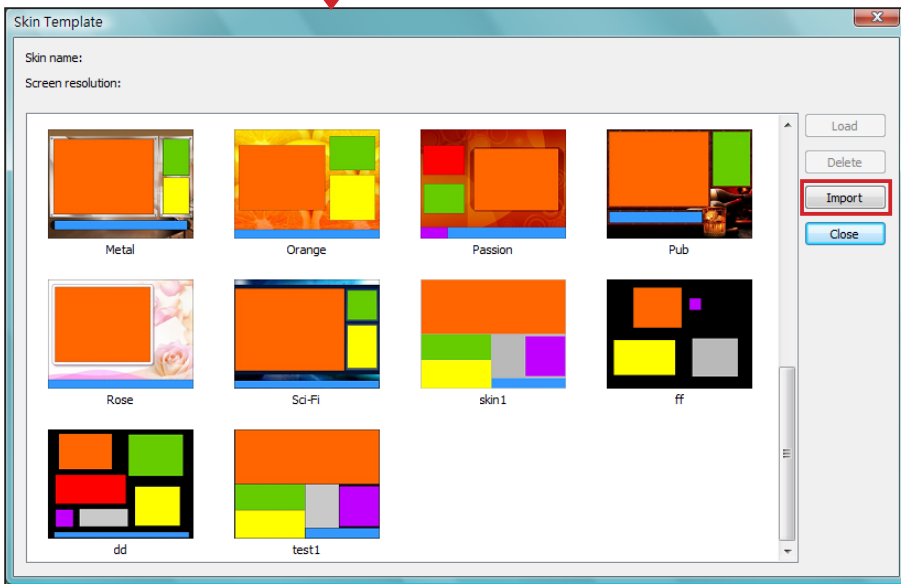 Skin Template
Skin name:
Screen resolution:
Load
Delete
Import
Close
Metal
Orange
Passion
Pub
Rose
Sci-Fi
skin1
ff
dd
test1